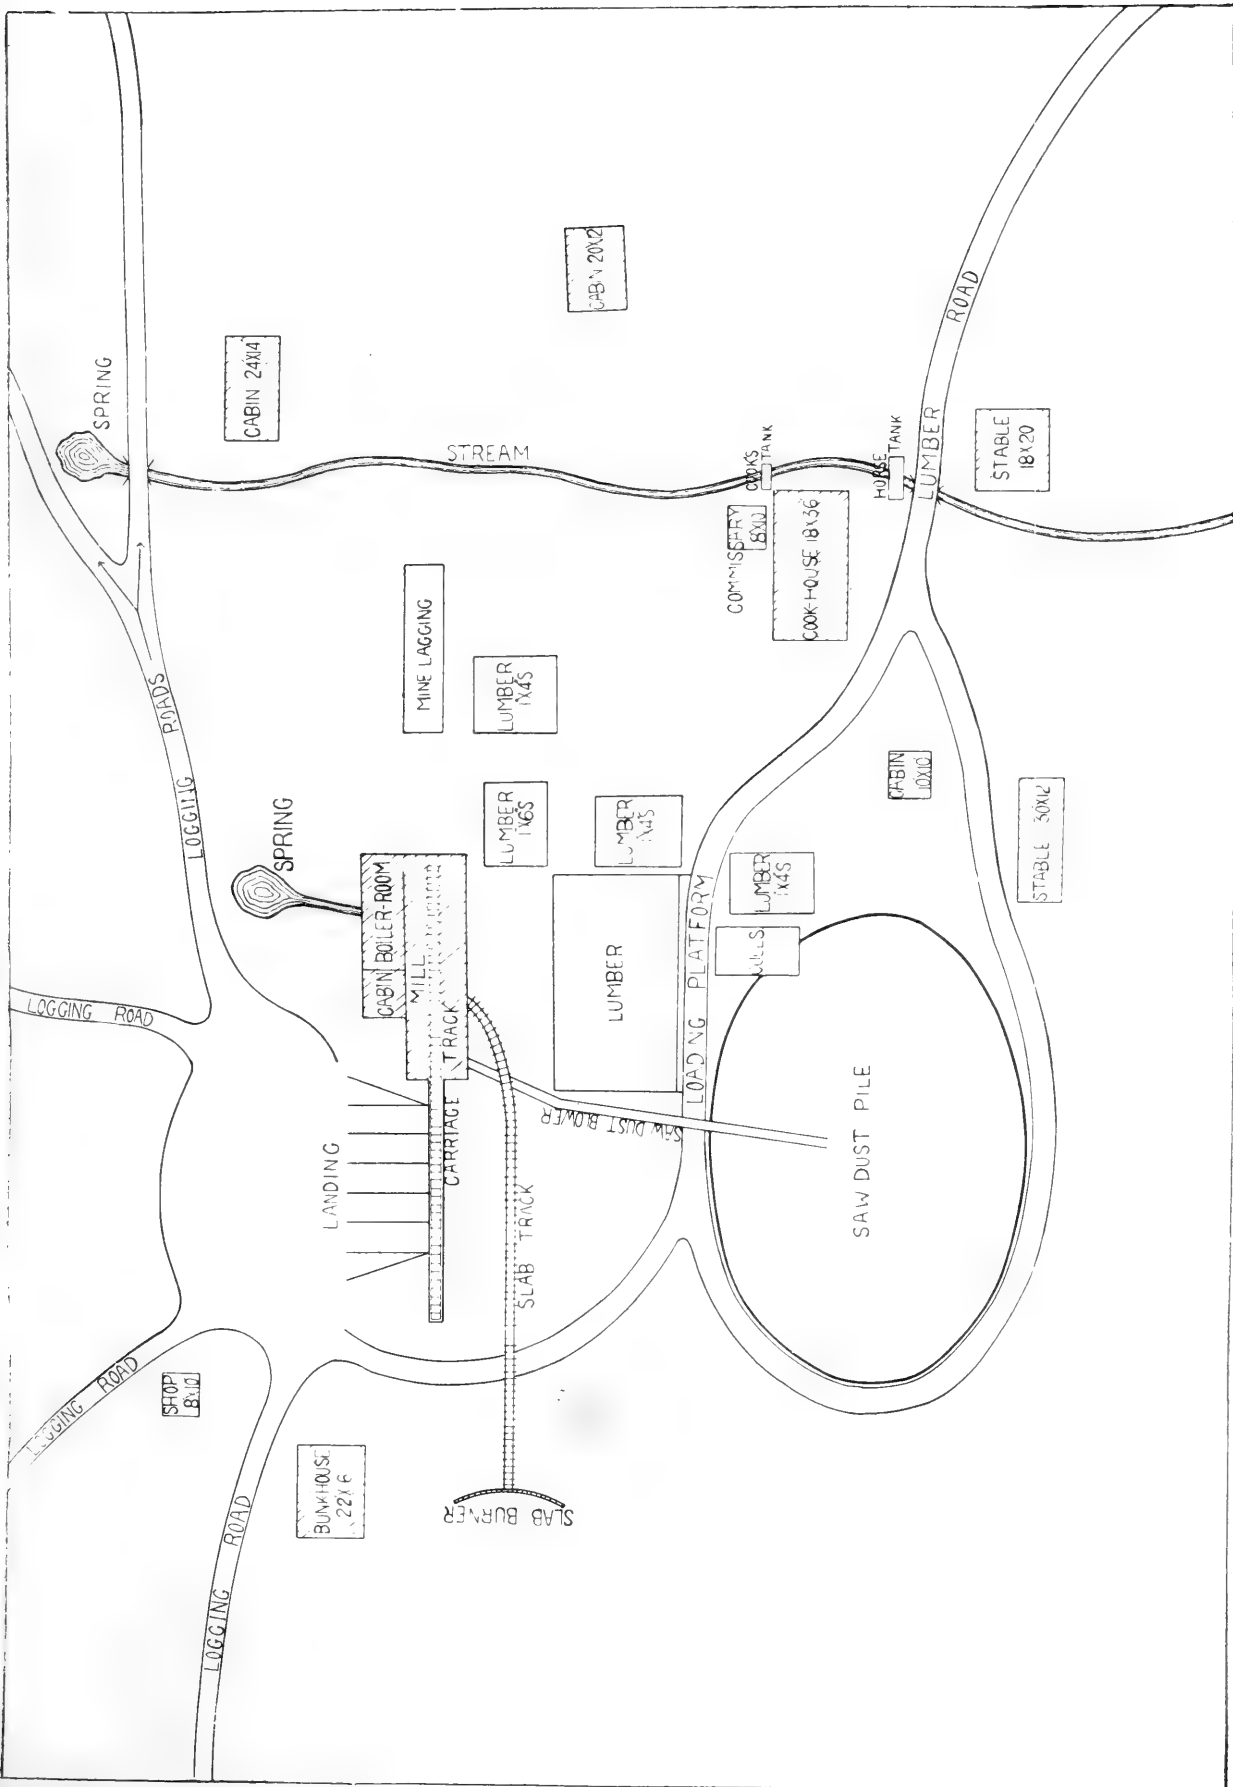 LOGGING ROAD
LOGGING ROAD
SHOP
8X10
LOGGING ROAD
BUNKHOUSE
LANDING
LOGGING ROADS
SPRING
SPRING
CABIN 24X14
CABIN
BOILER-ROOM
MILL
CARRIAGE TRACK
MINE LAGGING
STREAM
SLAB BURNER
SLAB TRACK
SAW DUST BLOWER
LUMBER
1X6S
LUMBER
1X4S
CABIN 20X12
LUMBER
LUMBER
1X4S
LOADING PLATFORM
CULLS
LUMBER
1X4S
COMMISSARY
8X10
COOKS
TANK
COOK-HOUSE 18X36
SAW DUST PILE
CABIN
10X10
HORSE
TANK
LUMBER ROAD
STABLE 30X12
STABLE
18X20